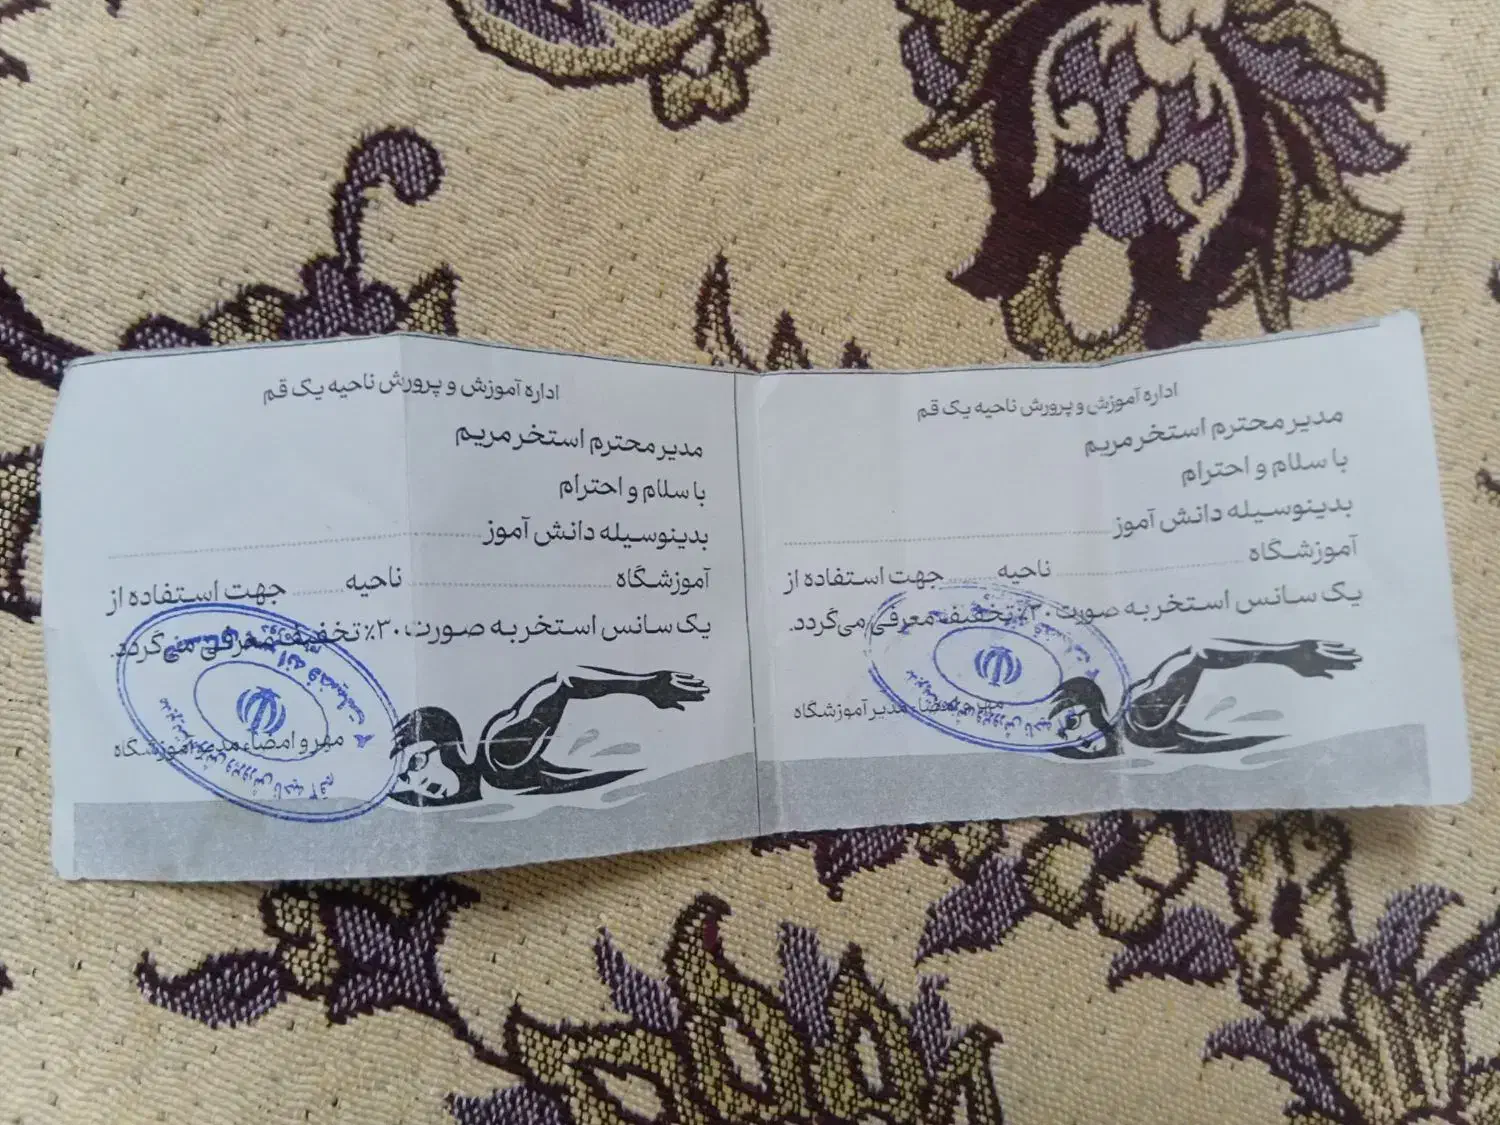 اداره آموزش و پرورش ناحیه یک قم
مدیر محترم استخر مریم
با سلام و احترام
بدینوسیله دانش آموز
آموزشگاه ناحیه جهت استفاده از
یک سانس استخر به صورت ۳۰٪ تخفیف معرفی می‌گردد.
مهر و امضاء مدیر آموزشگاه
اداره آموزش و پرورش ناحیه یک قم
مدیر محترم استخر مریم
با سلام و احترام
بدینوسیله دانش آموز
آموزشگاه ناحیه جهت استفاده از
یک سانس استخر به صورت ۳۰٪ تخفیف معرفی می‌گردد.
مهر و امضاء مدیر آموزشگاه